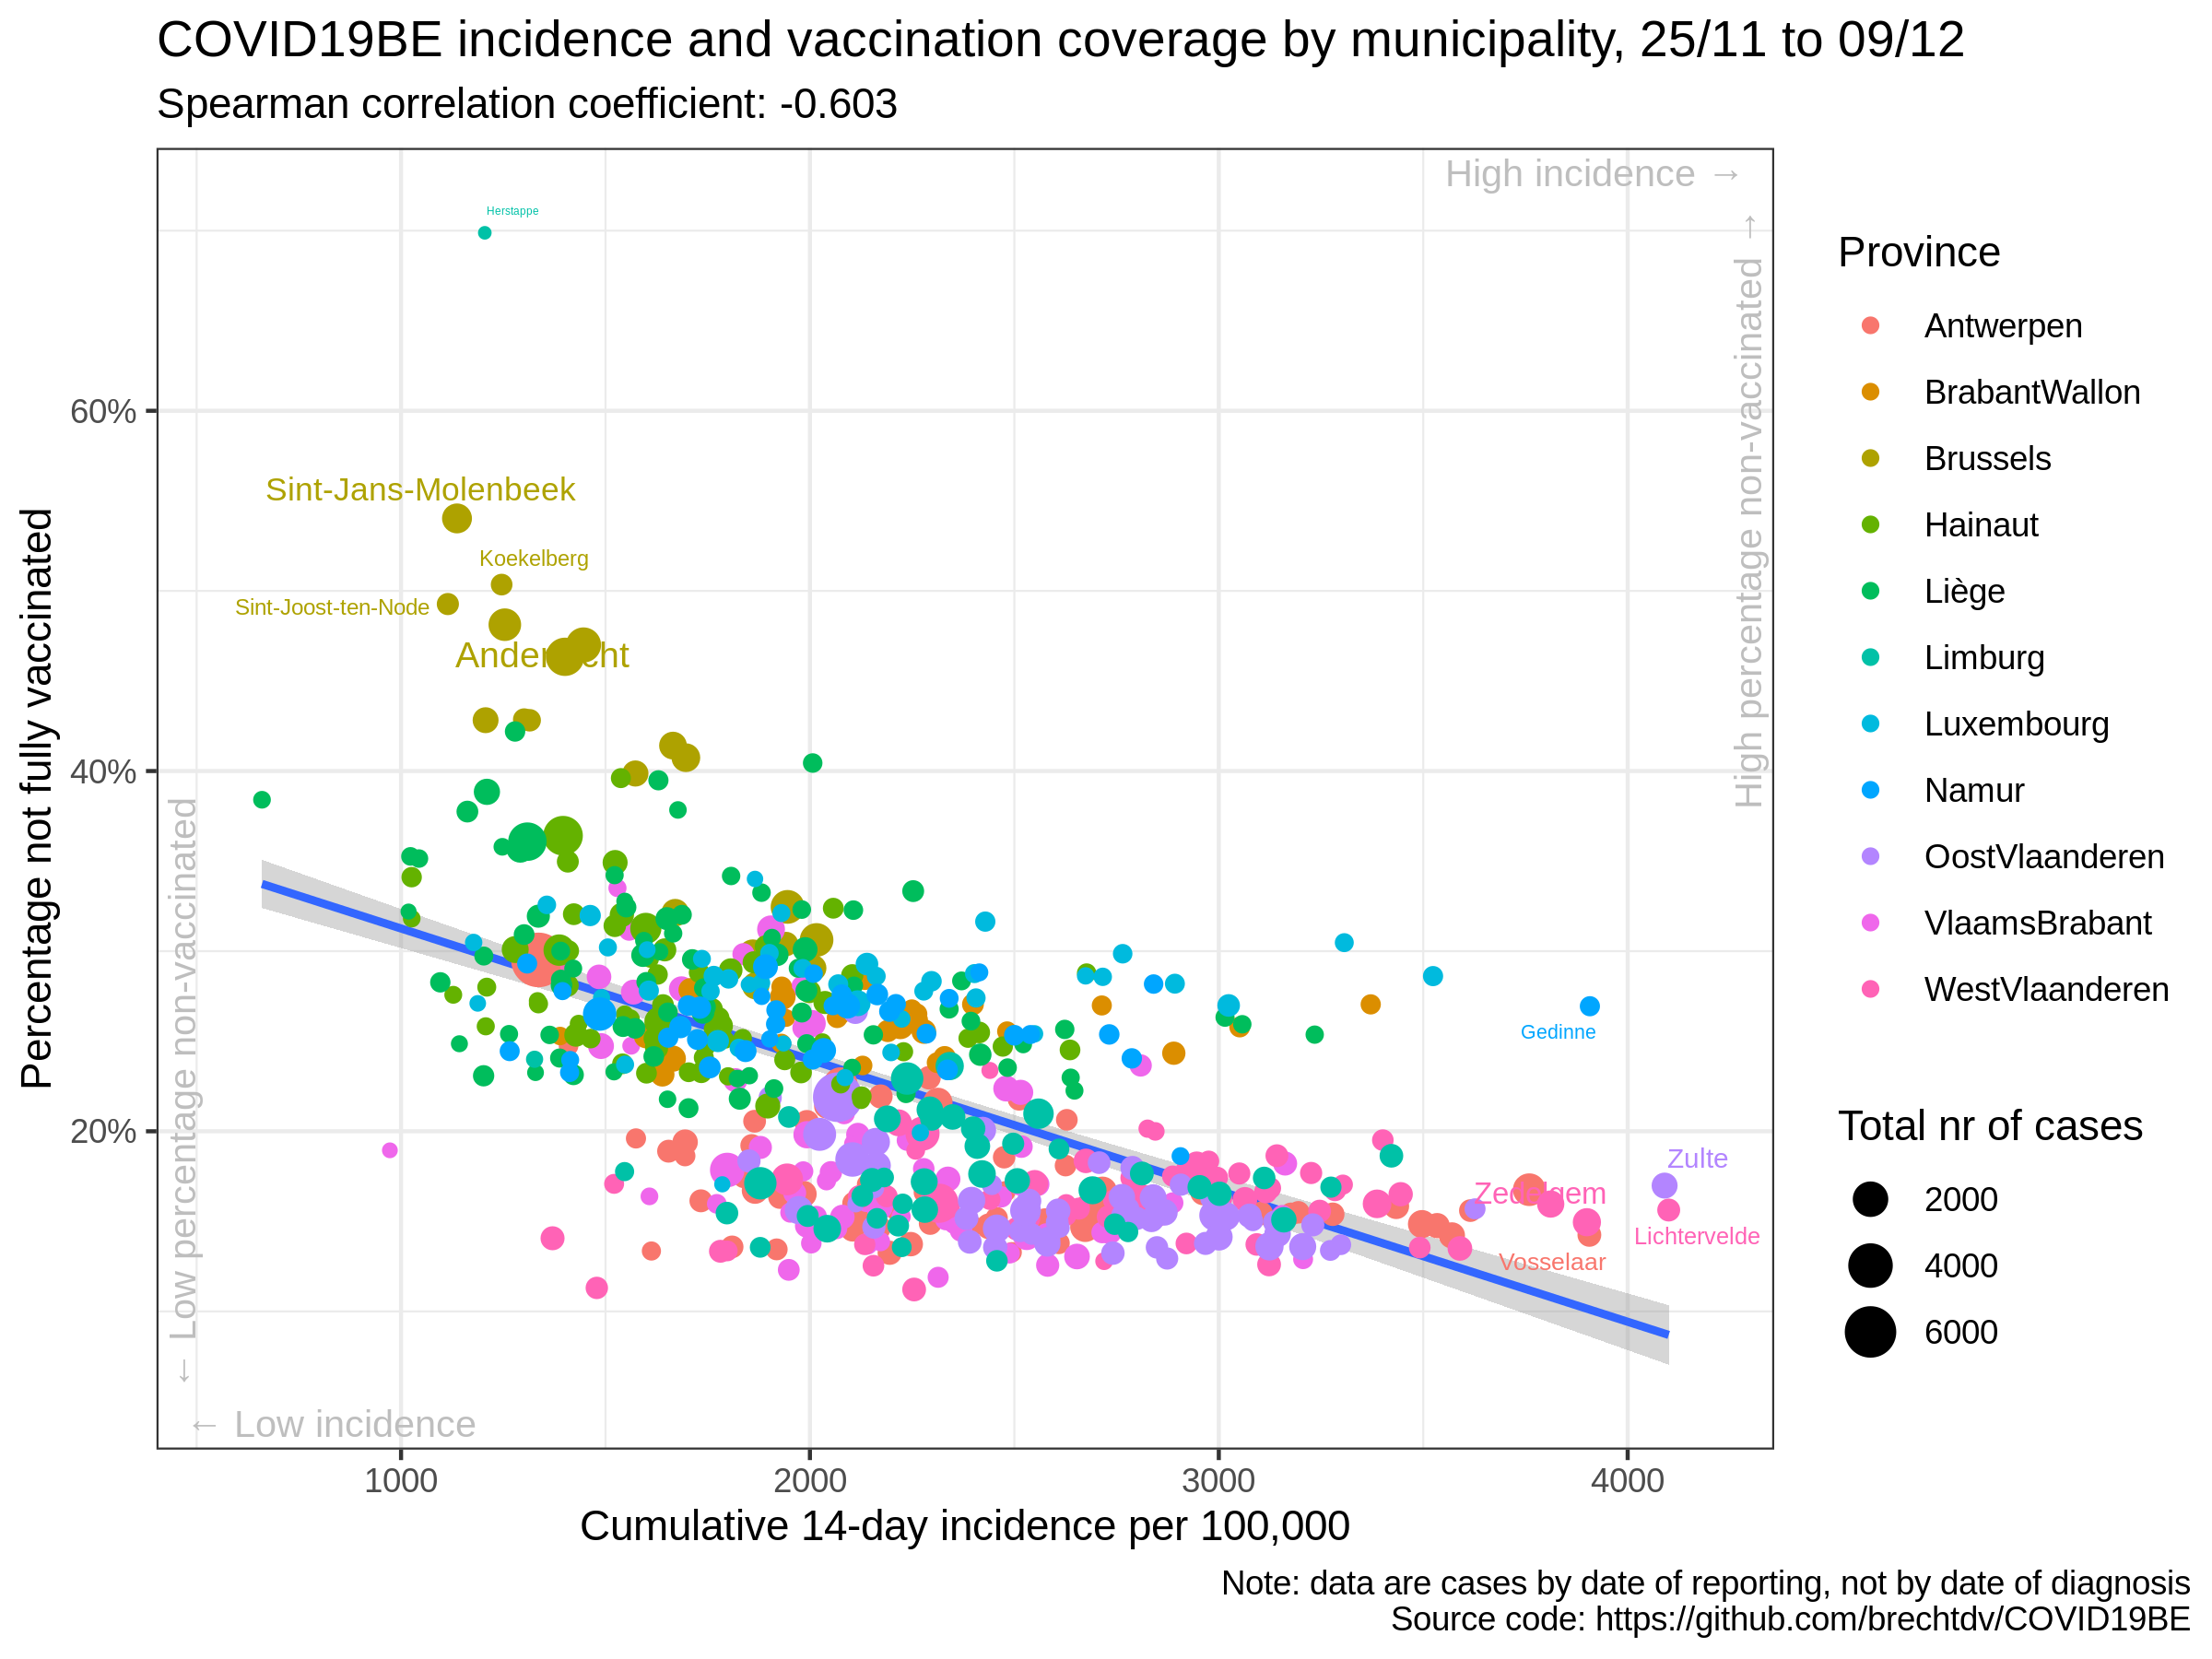 COVID19BE incidence and vaccination coverage by municipality, 25/11 to 09/12
Spearman correlation coefficient: -0.603
High incidence →
High percentage non-vaccinated →
← Low percentage non-vaccinated
← Low incidence
Percentage not fully vaccinated
60%
40%
20%
Herstappe
Sint-Jans-Molenbeek
Koekelberg
Sint-Joost-ten-Node
Anderlecht
Gedinne
Zulte
Zedelgem
Lichtervelde
Vosselaar
1000
2000
3000
4000
Cumulative 14-day incidence per 100,000
Province
Antwerpen
BrabantWallon
Brussels
Hainaut
Liège
Limburg
Luxembourg
Namur
OostVlaanderen
VlaamsBrabant
WestVlaanderen
Total nr of cases
2000
4000
6000
Note: data are cases by date of reporting, not by date of diagnosis
Source code: https://github.com/brechtdv/COVID19BE